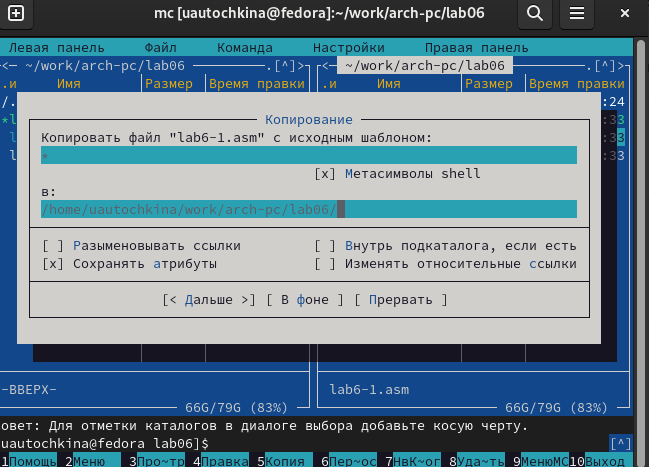 mc [uautochkina@fedora]:~/work/arch-pc/lab06
Левая панель Файл Команда Настройки Правая панель
<— ~/work/arch-pc/lab06 .[^]> <— ~/work/arch-pc/lab06 .[^]>
.и Имя Размер Время правки .и Имя Размер Время правки
/. :24
*l :33
l :33
l :33
Копирование
Копировать файл "lab6-1.asm" с исходным шаблоном:
*
[x] Метасимволы shell
в:
/home/uautochkina/work/arch-pc/lab06/
[ ] Разыменовывать ссылки [ ] Внутрь подкаталога, если есть
[x] Сохранять атрибуты [ ] Изменять относительные ссылки
[< Дальше >] [ В фоне ] [ Прервать ]
-ВВЕРХ- lab6-1.asm
66G/79G (83%) 66G/79G (83%)
овет: Для отметки каталогов в диалоге выбора добавьте косую черту.
uautochkina@fedora lab06]$ [^]
1Помощь 2Меню 3Про~тр 4Правка 5Копия 6Пер~ос 7НвК~ог 8Уда~ть 9МенюМС 10Выход